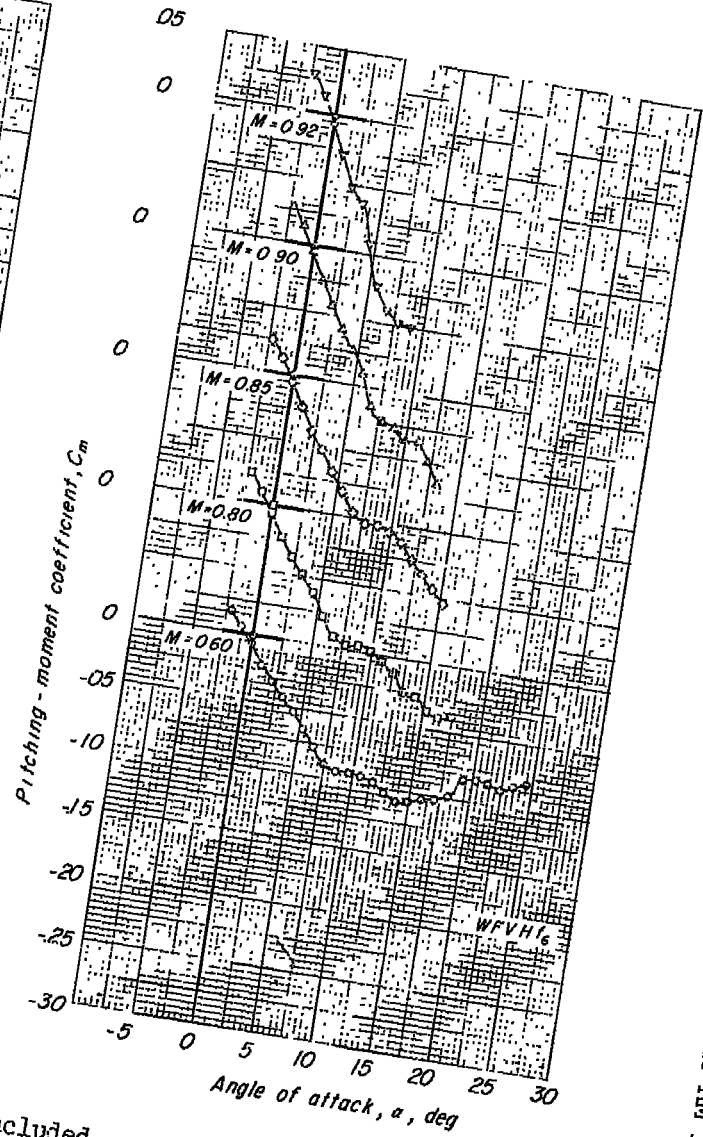 .05
0
M = 0.92
0
M = 0.90
0
M = 0.85
0
M = 0.80
0
M = 0.60
-.05
-.10
-.15
-.20
-.25
-.30
Pitching - moment coefficient, Cm
WFVHf6
-5 0 5 10 15 20 25 30
Angle of attack, α, deg
cluded